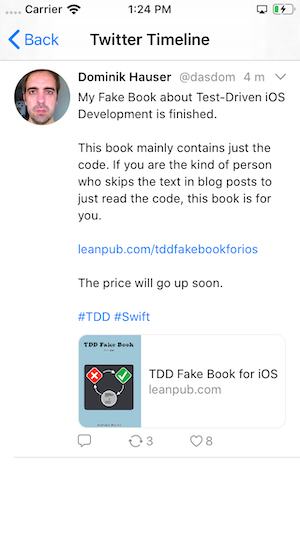 Carrier 1:24 PM
Back Twitter Timeline
Dominik Hauser @dasdom 4 m
My Fake Book about Test-Driven iOS
Development is finished.
This book mainly contains just the
code. If you are the kind of person
who skips the text in blog posts to
just read the code, this book is for
you.
leanpub.com/tddfakebookforios
The price will go up soon.
#TDD #Swift
TDD Fake Book
TDD Fake Book for iOS
leanpub.com
3 8